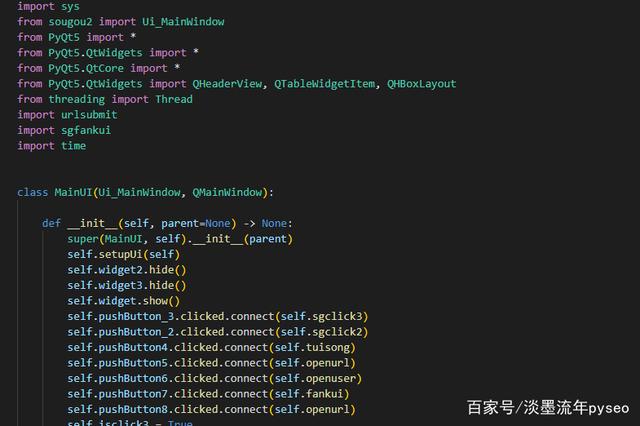 import sys
from sougou2 import Ui_MainWindow
from PyQt5 import *
from PyQt5.QtWidgets import *
from PyQt5.QtCore import *
from PyQt5.QtWidgets import QHeaderView, QTableWidgetItem, QHBoxLayout
from threading import Thread
import urlsubmit
import sgfankui
import time
class MainUI(Ui_MainWindow, QMainWindow):
def __init__(self, parent=None) -> None:
super(MainUI, self).__init__(parent)
self.setupUi(self)
self.widget2.hide()
self.widget3.hide()
self.widget.show()
self.pushButton_3.clicked.connect(self.sgclick3)
self.pushButton_2.clicked.connect(self.sgclick2)
self.pushButton4.clicked.connect(self.tuisong)
self.pushButton5.clicked.connect(self.openurl)
self.pushButton6.clicked.connect(self.openuser)
self.pushButton7.clicked.connect(self.fankui)
self.pushButton8.clicked.connect(self.openurl)
self.isclick3 = True
百家号/淡墨流年pyseo